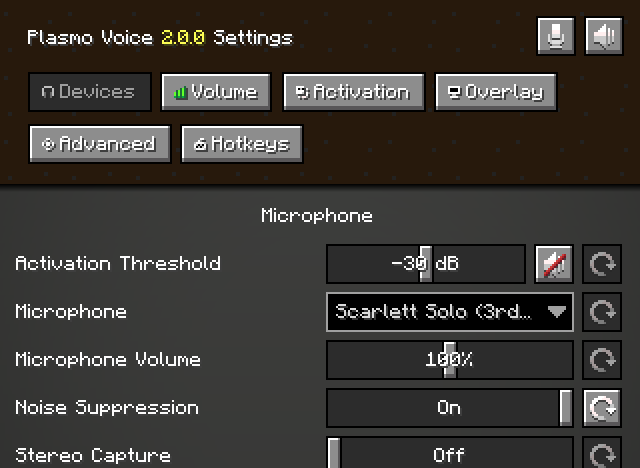 Plasmo Voice 2.0.0 Settings
Devices Volume Activation Overlay
Advanced Hotkeys
Microphone
Activation Threshold -30 dB
Microphone Scarlett Solo (3rd...
Microphone Volume 100%
Noise Suppression On
Stereo Capture Off